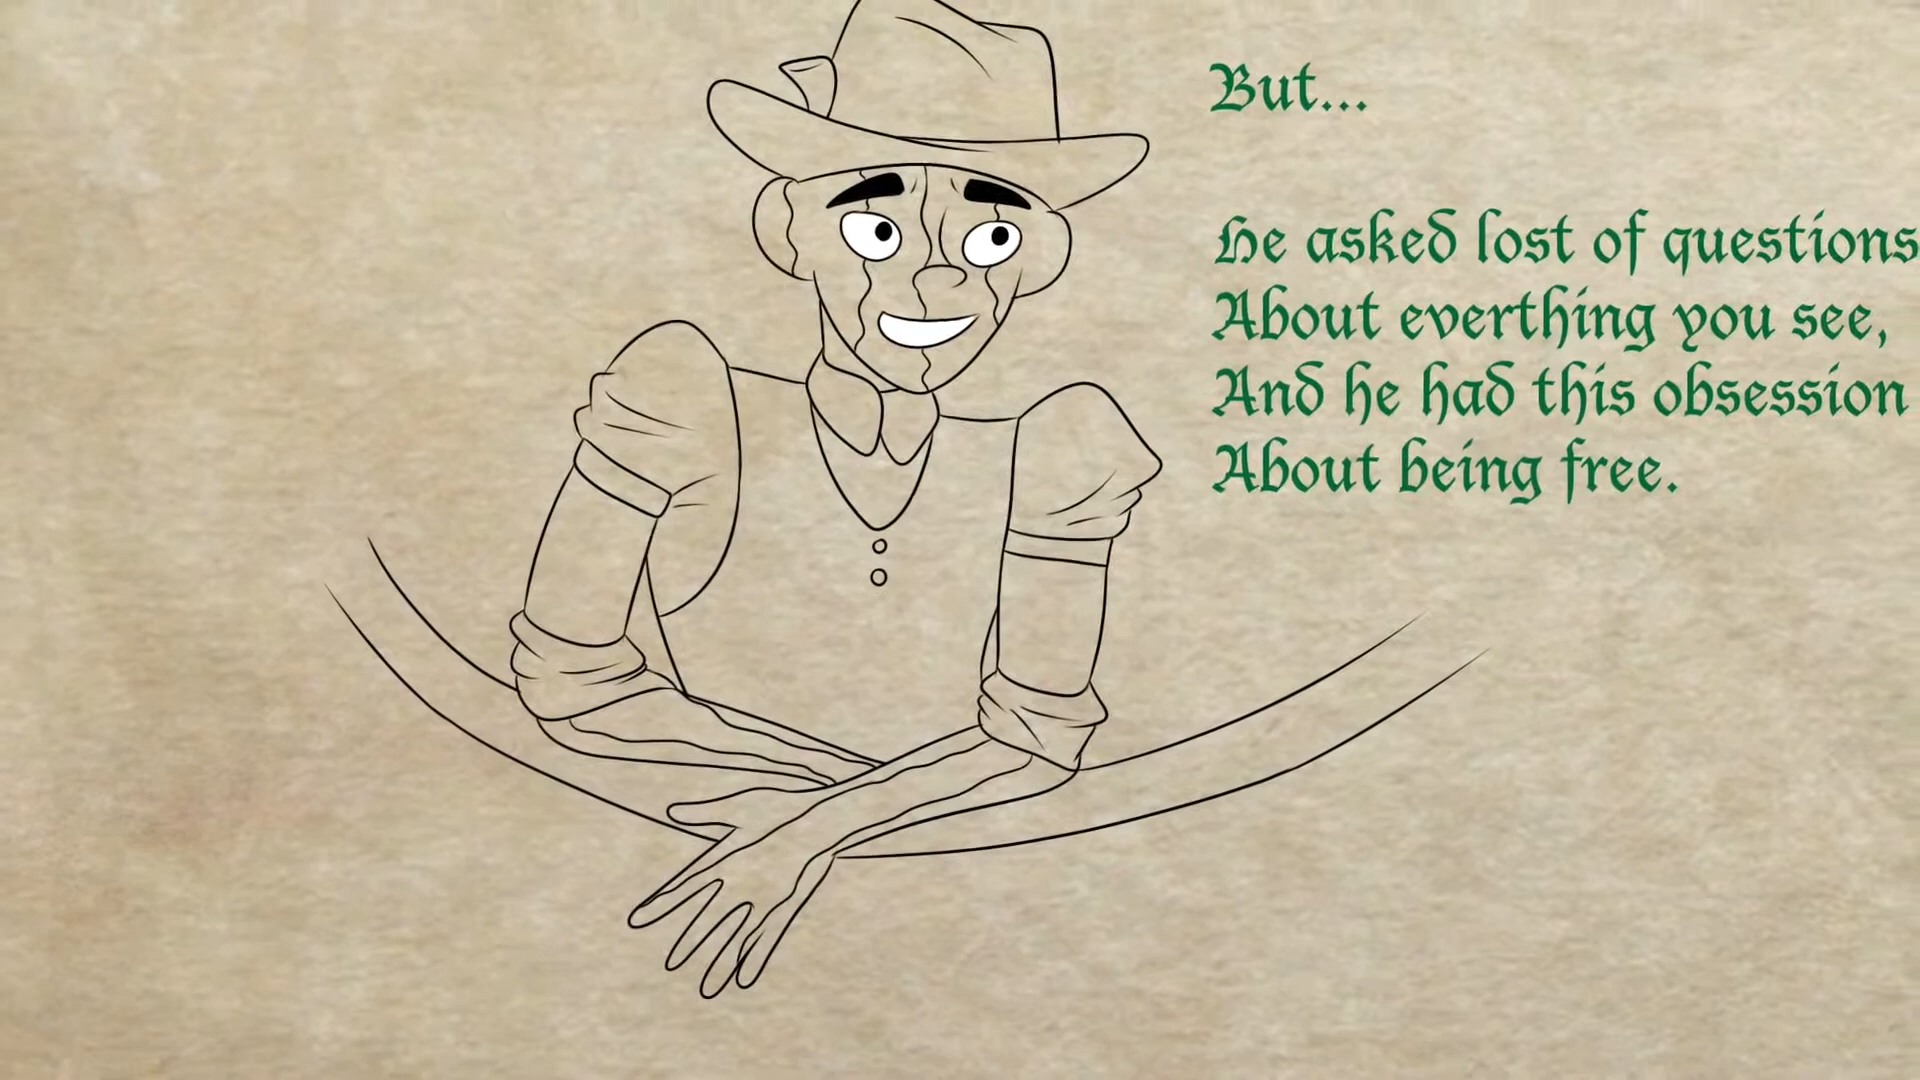 But...
He asked lost of questions
About everthing you see,
And he had this obsession
About being free.